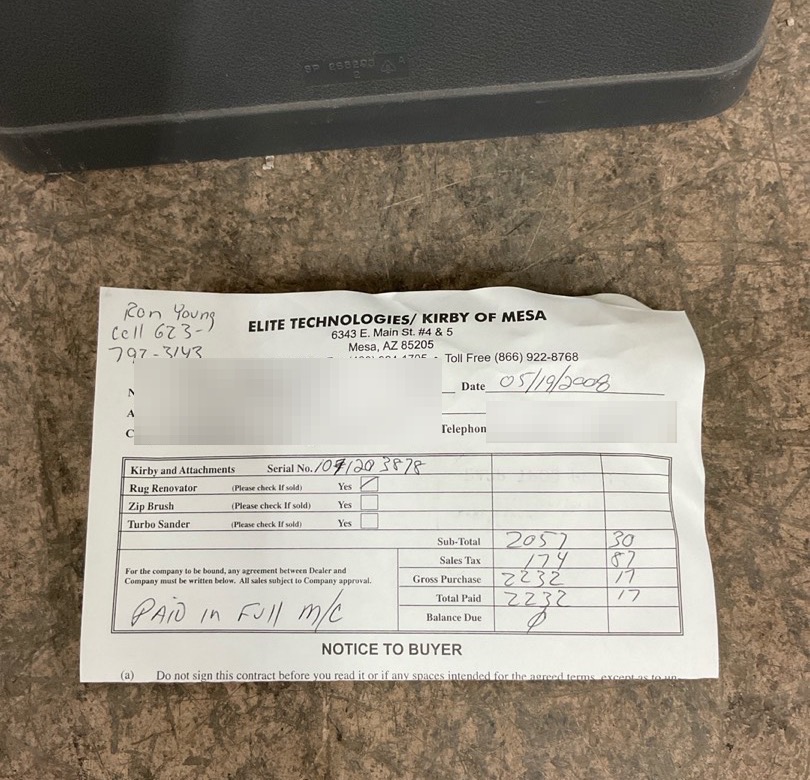 Ron Young
Cell 623-
797-3143
ELITE TECHNOLOGIES/ KIRBY OF MESA
6343 E. Main St. #4 & 5
Mesa, AZ 85205
• Toll Free (866) 922-8768
Date 05/19/2008
Telephon
Kirby and Attachments Serial No.
Rug Renovator (Please check If sold) Yes
Zip Brush (Please check If sold) Yes
Turbo Sander (Please check If sold) Yes
Sub-Total 2057 30
Sales Tax 174 87
Gross Purchase 2232 17
Total Paid 2232 17
Balance Due Ø
For the company to be bound, any agreement between Dealer and
Company must be written below. All sales subject to Company approval.
PAID in Full M/C
NOTICE TO BUYER
(a) Do not sign this contract before you read it or if any spaces intended for the agreed terms, except as to un